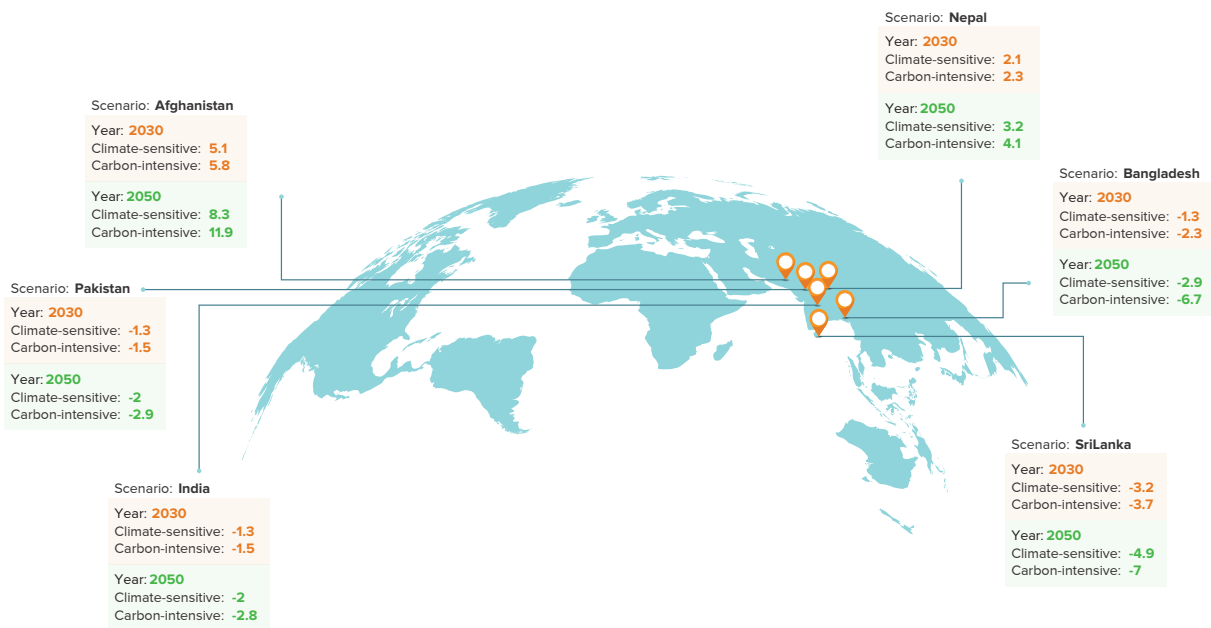 Scenario: Nepal
Year: 2030
Climate-sensitive: 2.1
Carbon-intensive: 2.3
Year: 2050
Climate-sensitive: 3.2
Carbon-intensive: 4.1
Scenario: Afghanistan
Year: 2030
Climate-sensitive: 5.1
Carbon-intensive: 5.8
Year: 2050
Climate-sensitive: 8.3
Carbon-intensive: 11.9
Scenario: Bangladesh
Year: 2030
Climate-sensitive: -1.3
Carbon-intensive: -2.3
Year: 2050
Climate-sensitive: -2.9
Carbon-intensive: -6.7
Scenario: Pakistan
Year: 2030
Climate-sensitive: -1.3
Carbon-intensive: -1.5
Year: 2050
Climate-sensitive: -2
Carbon-intensive: -2.9
Scenario: SriLanka
Year: 2030
Climate-sensitive: -3.2
Carbon-intensive: -3.7
Year: 2050
Climate-sensitive: -4.9
Carbon-intensive: -7
Scenario: India
Year: 2030
Climate-sensitive: -1.3
Carbon-intensive: -1.5
Year: 2050
Climate-sensitive: -2
Carbon-intensive: -2.8